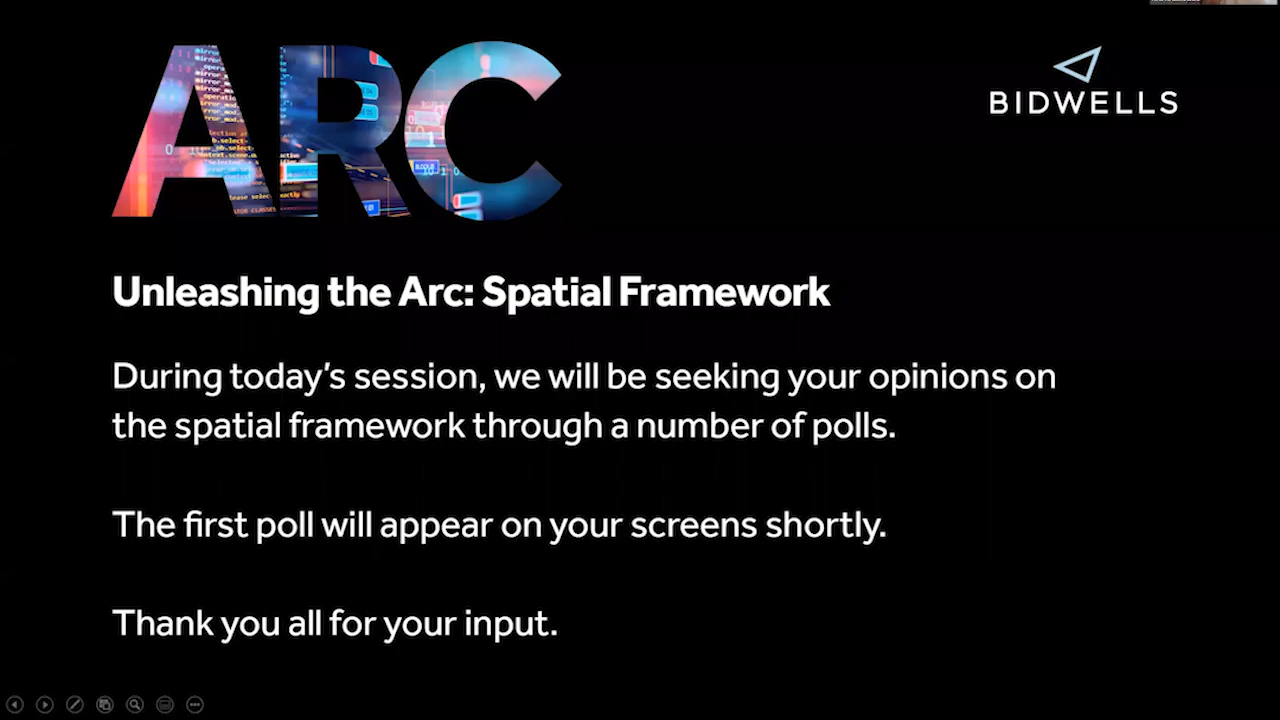 ARC
BIDWELLS
Unleashing the Arc: Spatial Framework
During today's session, we will be seeking your opinions on
the spatial framework through a number of polls.
The first poll will appear on your screens shortly.
Thank you all for your input.